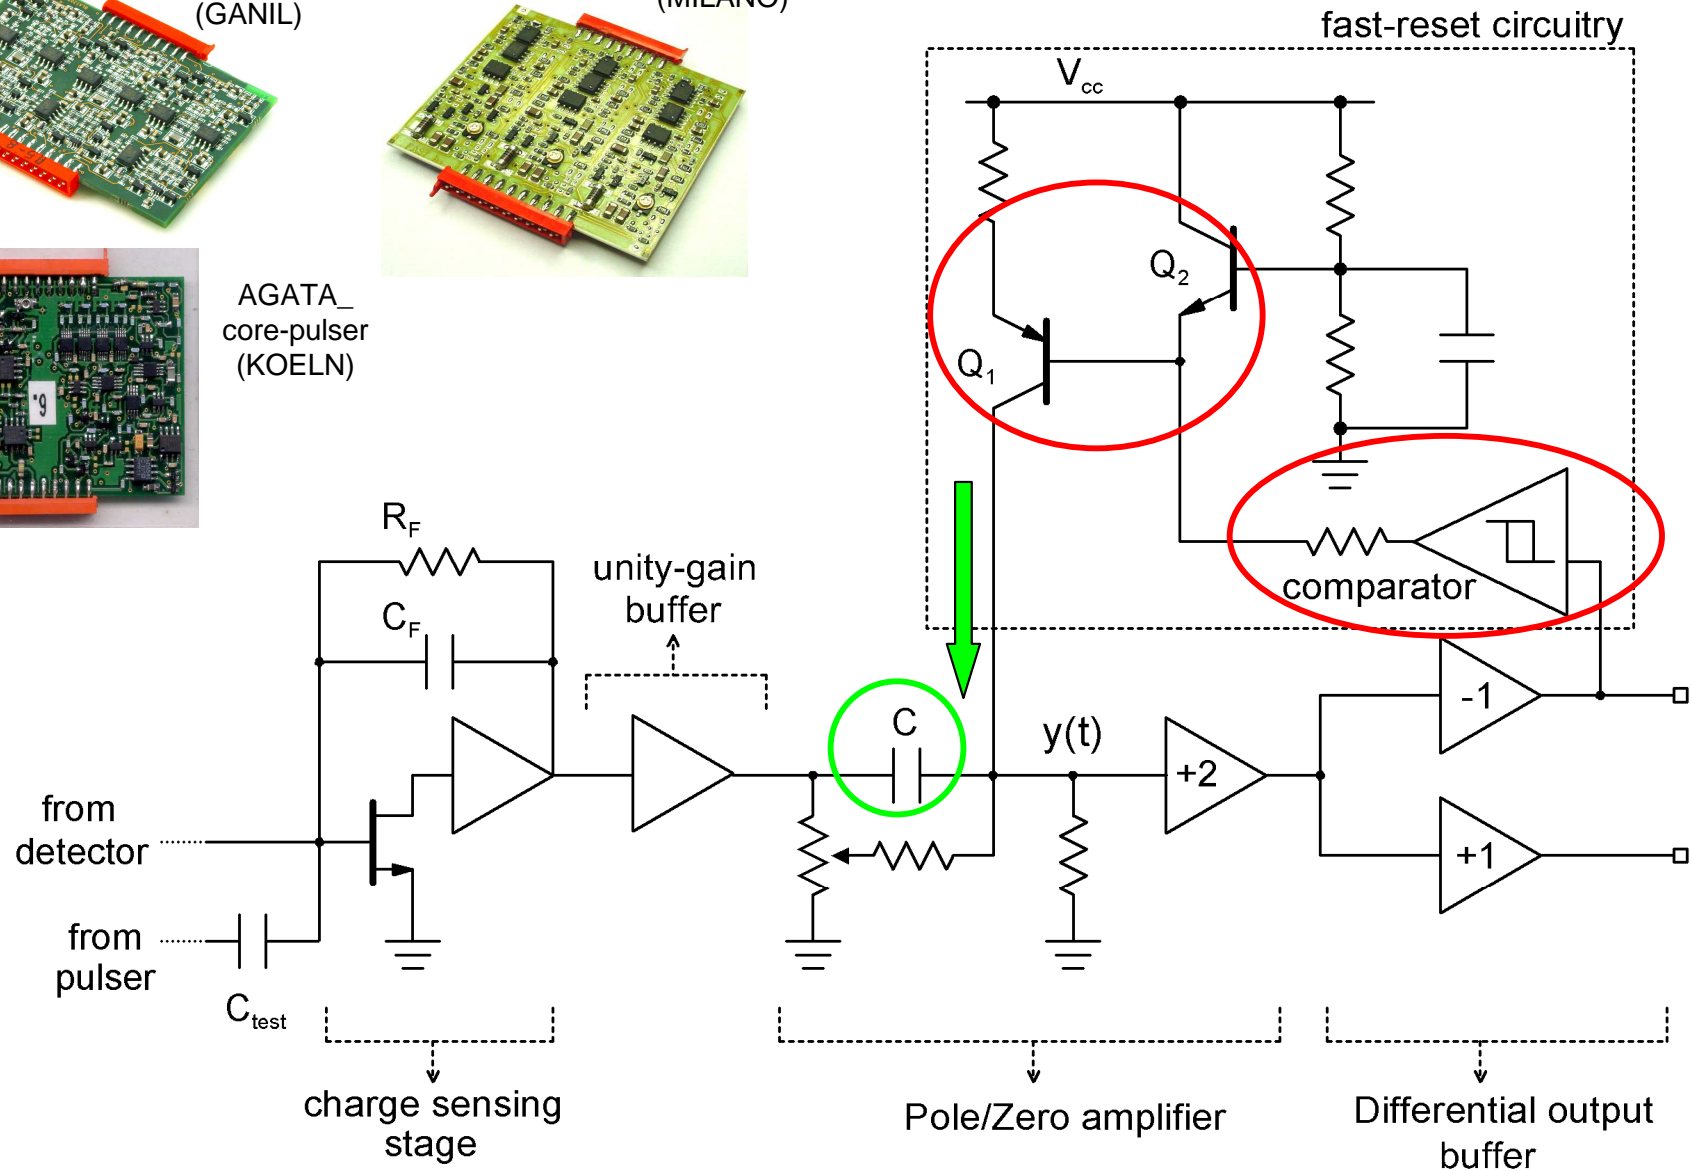 (GANIL)
(MILANO)
fast-reset circuitry
Vcc
Q2
Q1
AGATA_
core-pulser
(KOELN)
comparator
RF
CF
unity-gain
buffer
C
y(t)
-1
+2
+1
from
detector
from
pulser
Ctest
charge sensing
stage
Pole/Zero amplifier
Differential output
buffer